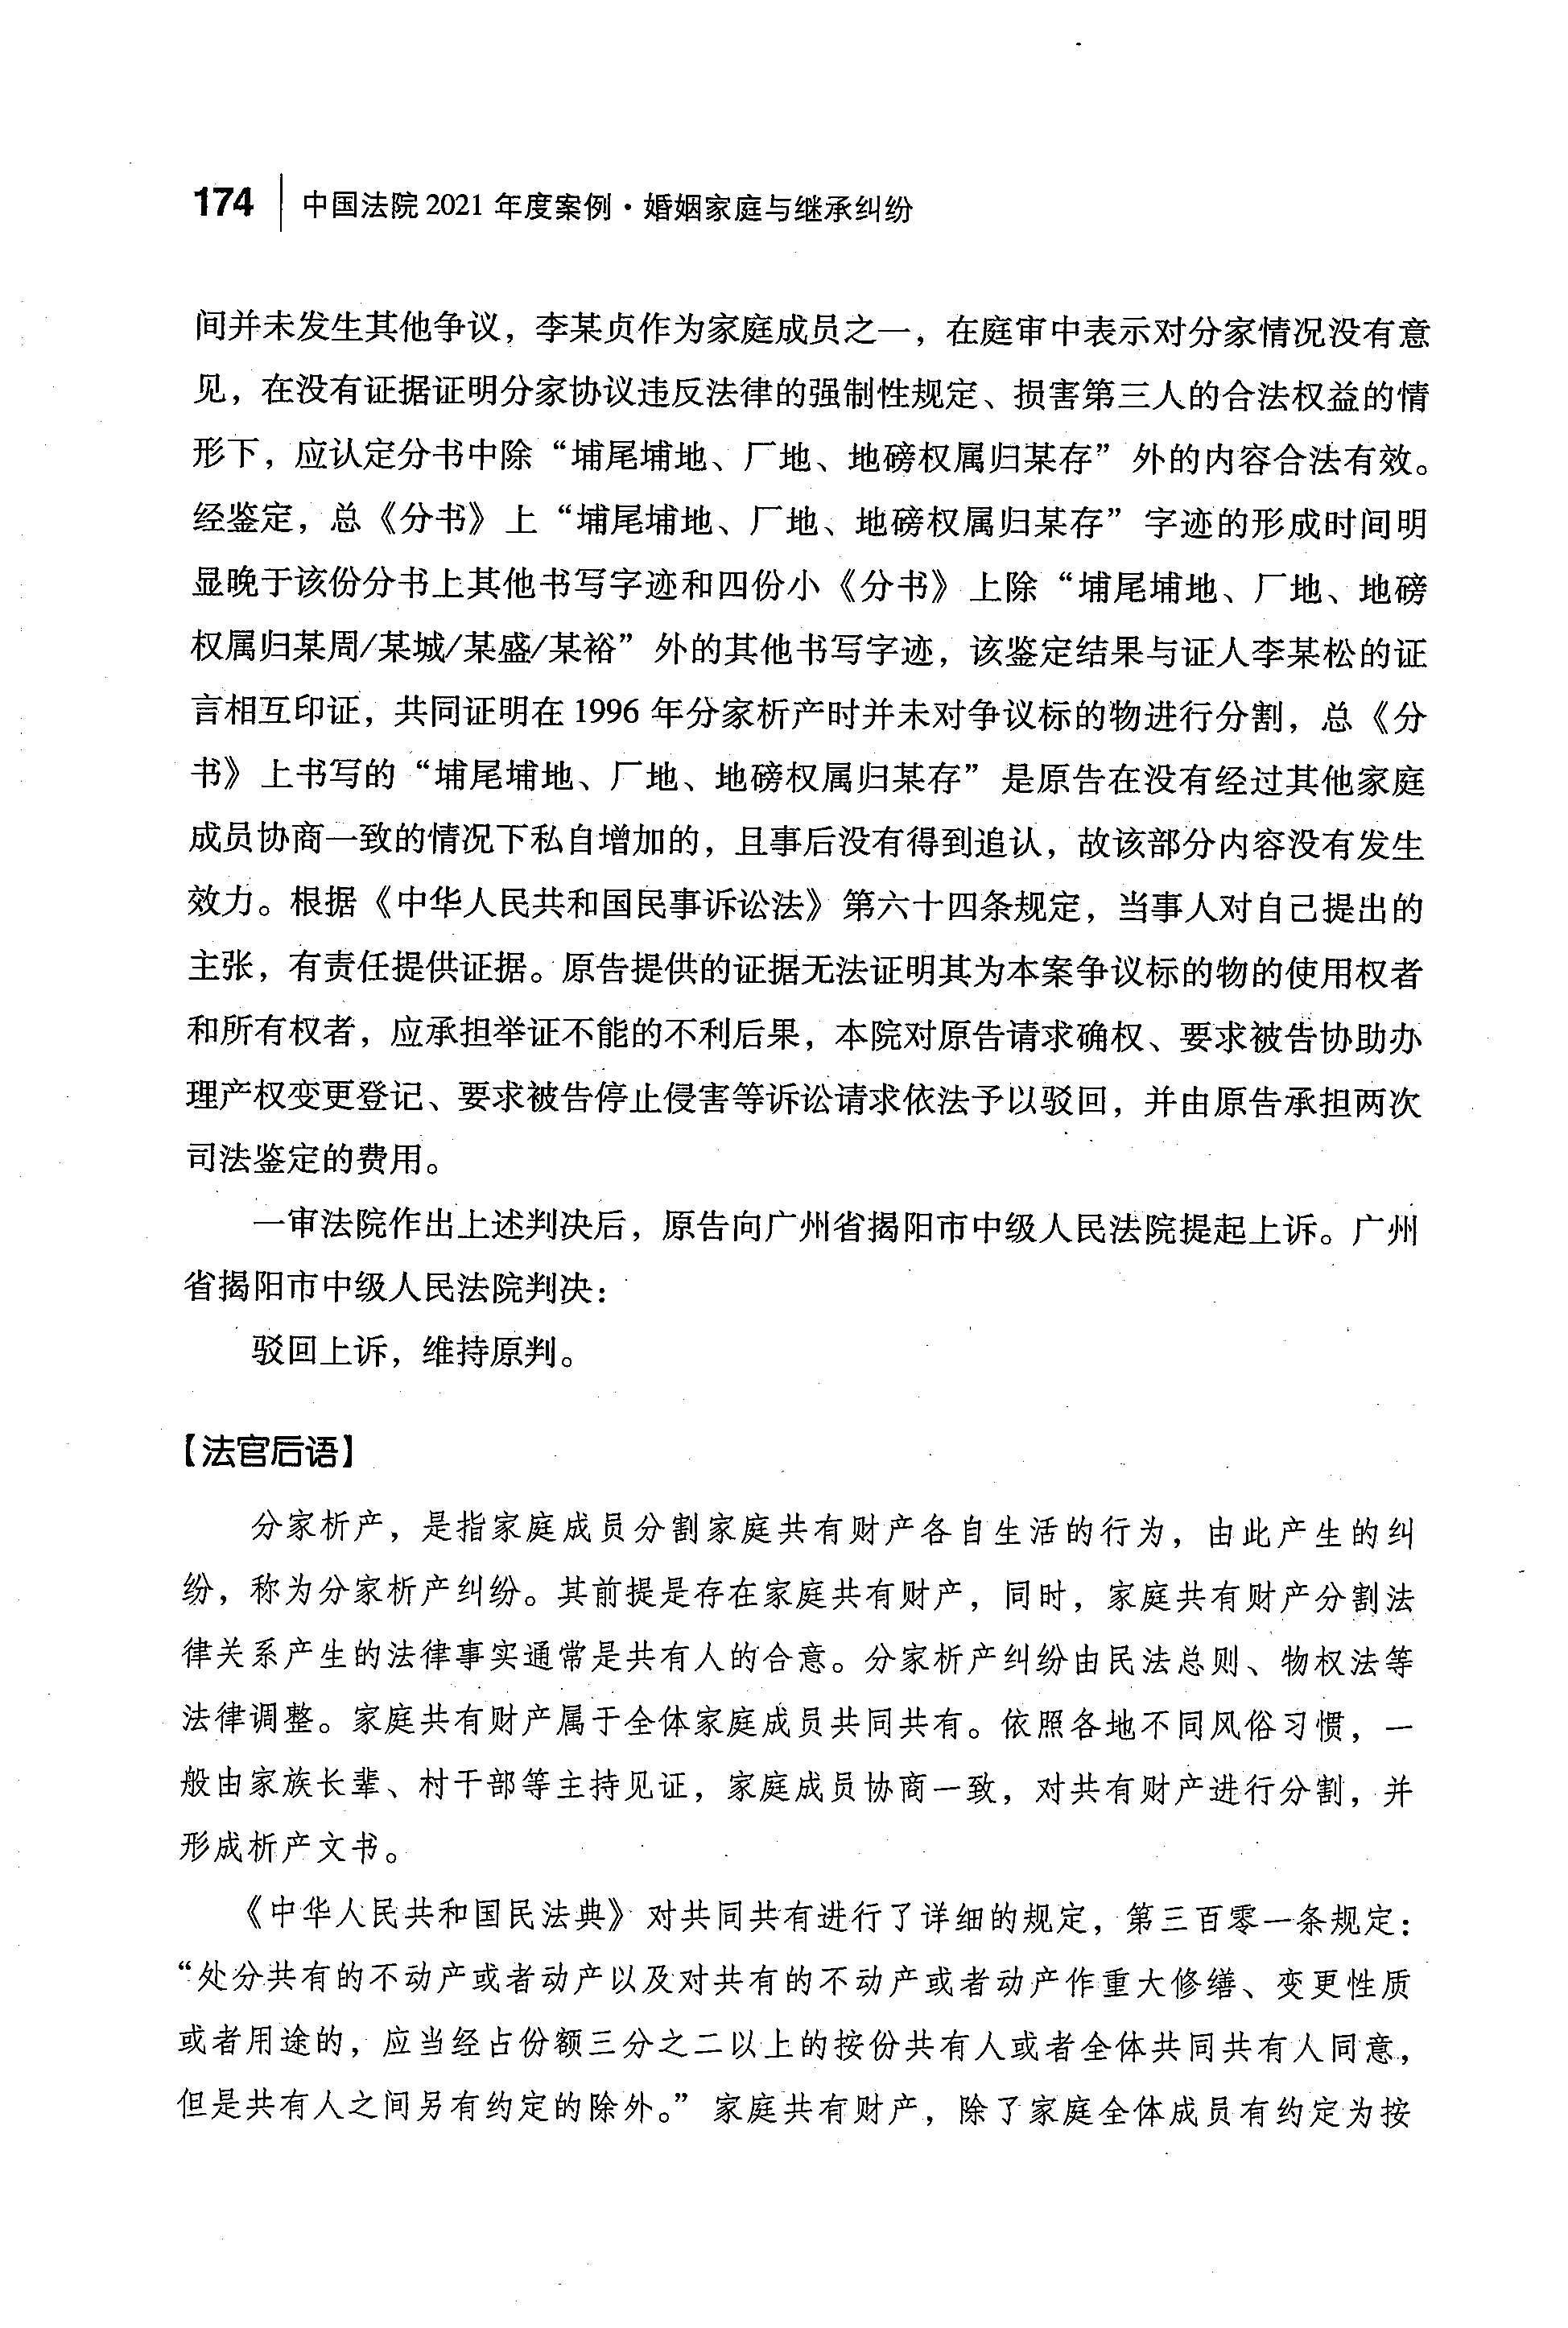 174 中国法院 2021 年度案例·婚姻家庭与继承纠纷
间并未发生其他争议，李某贞作为家庭成员之一，在庭审中表示对分家情况没有意
见，在没有证据证明分家协议违反法律的强制性规定、损害第三人的合法权益的情
形下，应认定分书中除“埔尾埔地、厂地、地磅权属归某存”外的内容合法有效。
经鉴定，总《分书》上“埔尾埔地、厂地、地磅权属归某存”字迹的形成时间明
显晚于该份分书上其他书写字迹和四份小《分书》上除“埔尾埔地、厂地、地磅
权属归某周/某城/某盛/某裕”外的其他书写字迹，该鉴定结果与证人李某松的证
言相互印证，共同证明在 1996 年分家析产时并未对争议标的物进行分割，总《分
书》上书写的“埔尾埔地、厂地、地磅权属归某存”是原告在没有经过其他家庭
成员协商一致的情况下私自增加的，且事后没有得到追认，故该部分内容没有发生
效力。根据《中华人民共和国民事诉讼法》第六十四条规定，当事人对自己提出的
主张，有责任提供证据。原告提供的证据无法证明其为本案争议标的物的使用权者
和所有权者，应承担举证不能的不利后果，本院对原告请求确权、要求被告协助办
理产权变更登记、要求被告停止侵害等诉讼请求依法予以驳回，并由原告承担两次
司法鉴定的费用。
一审法院作出上述判决后，原告向广州省揭阳市中级人民法院提起上诉。广州
省揭阳市中级人民法院判决：
驳回上诉，维持原判。
【法官后语】
分家析产，是指家庭成员分割家庭共有财产各自生活的行为，由此产生的纠
纷，称为分家析产纠纷。其前提是存在家庭共有财产，同时，家庭共有财产分割法
律关系产生的法律事实通常是共有人的合意。分家析产纠纷由民法总则、物权法等
法律调整。家庭共有财产属于全体家庭成员共同共有。依照各地不同风俗习惯，一
般由家族长辈、村干部等主持见证，家庭成员协商一致，对共有财产进行分割，并
形成析产文书。
《中华人民共和国民法典》对共同共有进行了详细的规定，第三百零一条规定：
“处分共有的不动产或者动产以及对共有的不动产或者动产作重大修缮、变更性质
或者用途的，应当经占份额三分之二以上的按份共有人或者全体共同共有人同意，
但是共有人之间另有约定的除外。”家庭共有财产，除了家庭全体成员有约定为按